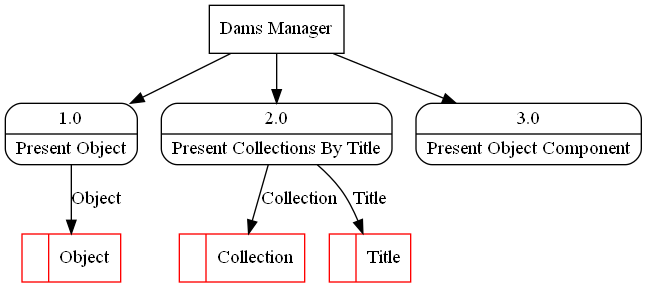 Dams Manager
1.0
Present Object
2.0
Present Collections By Title
3.0
Present Object Component
Object
Collection
Title
Object
Collection
Title